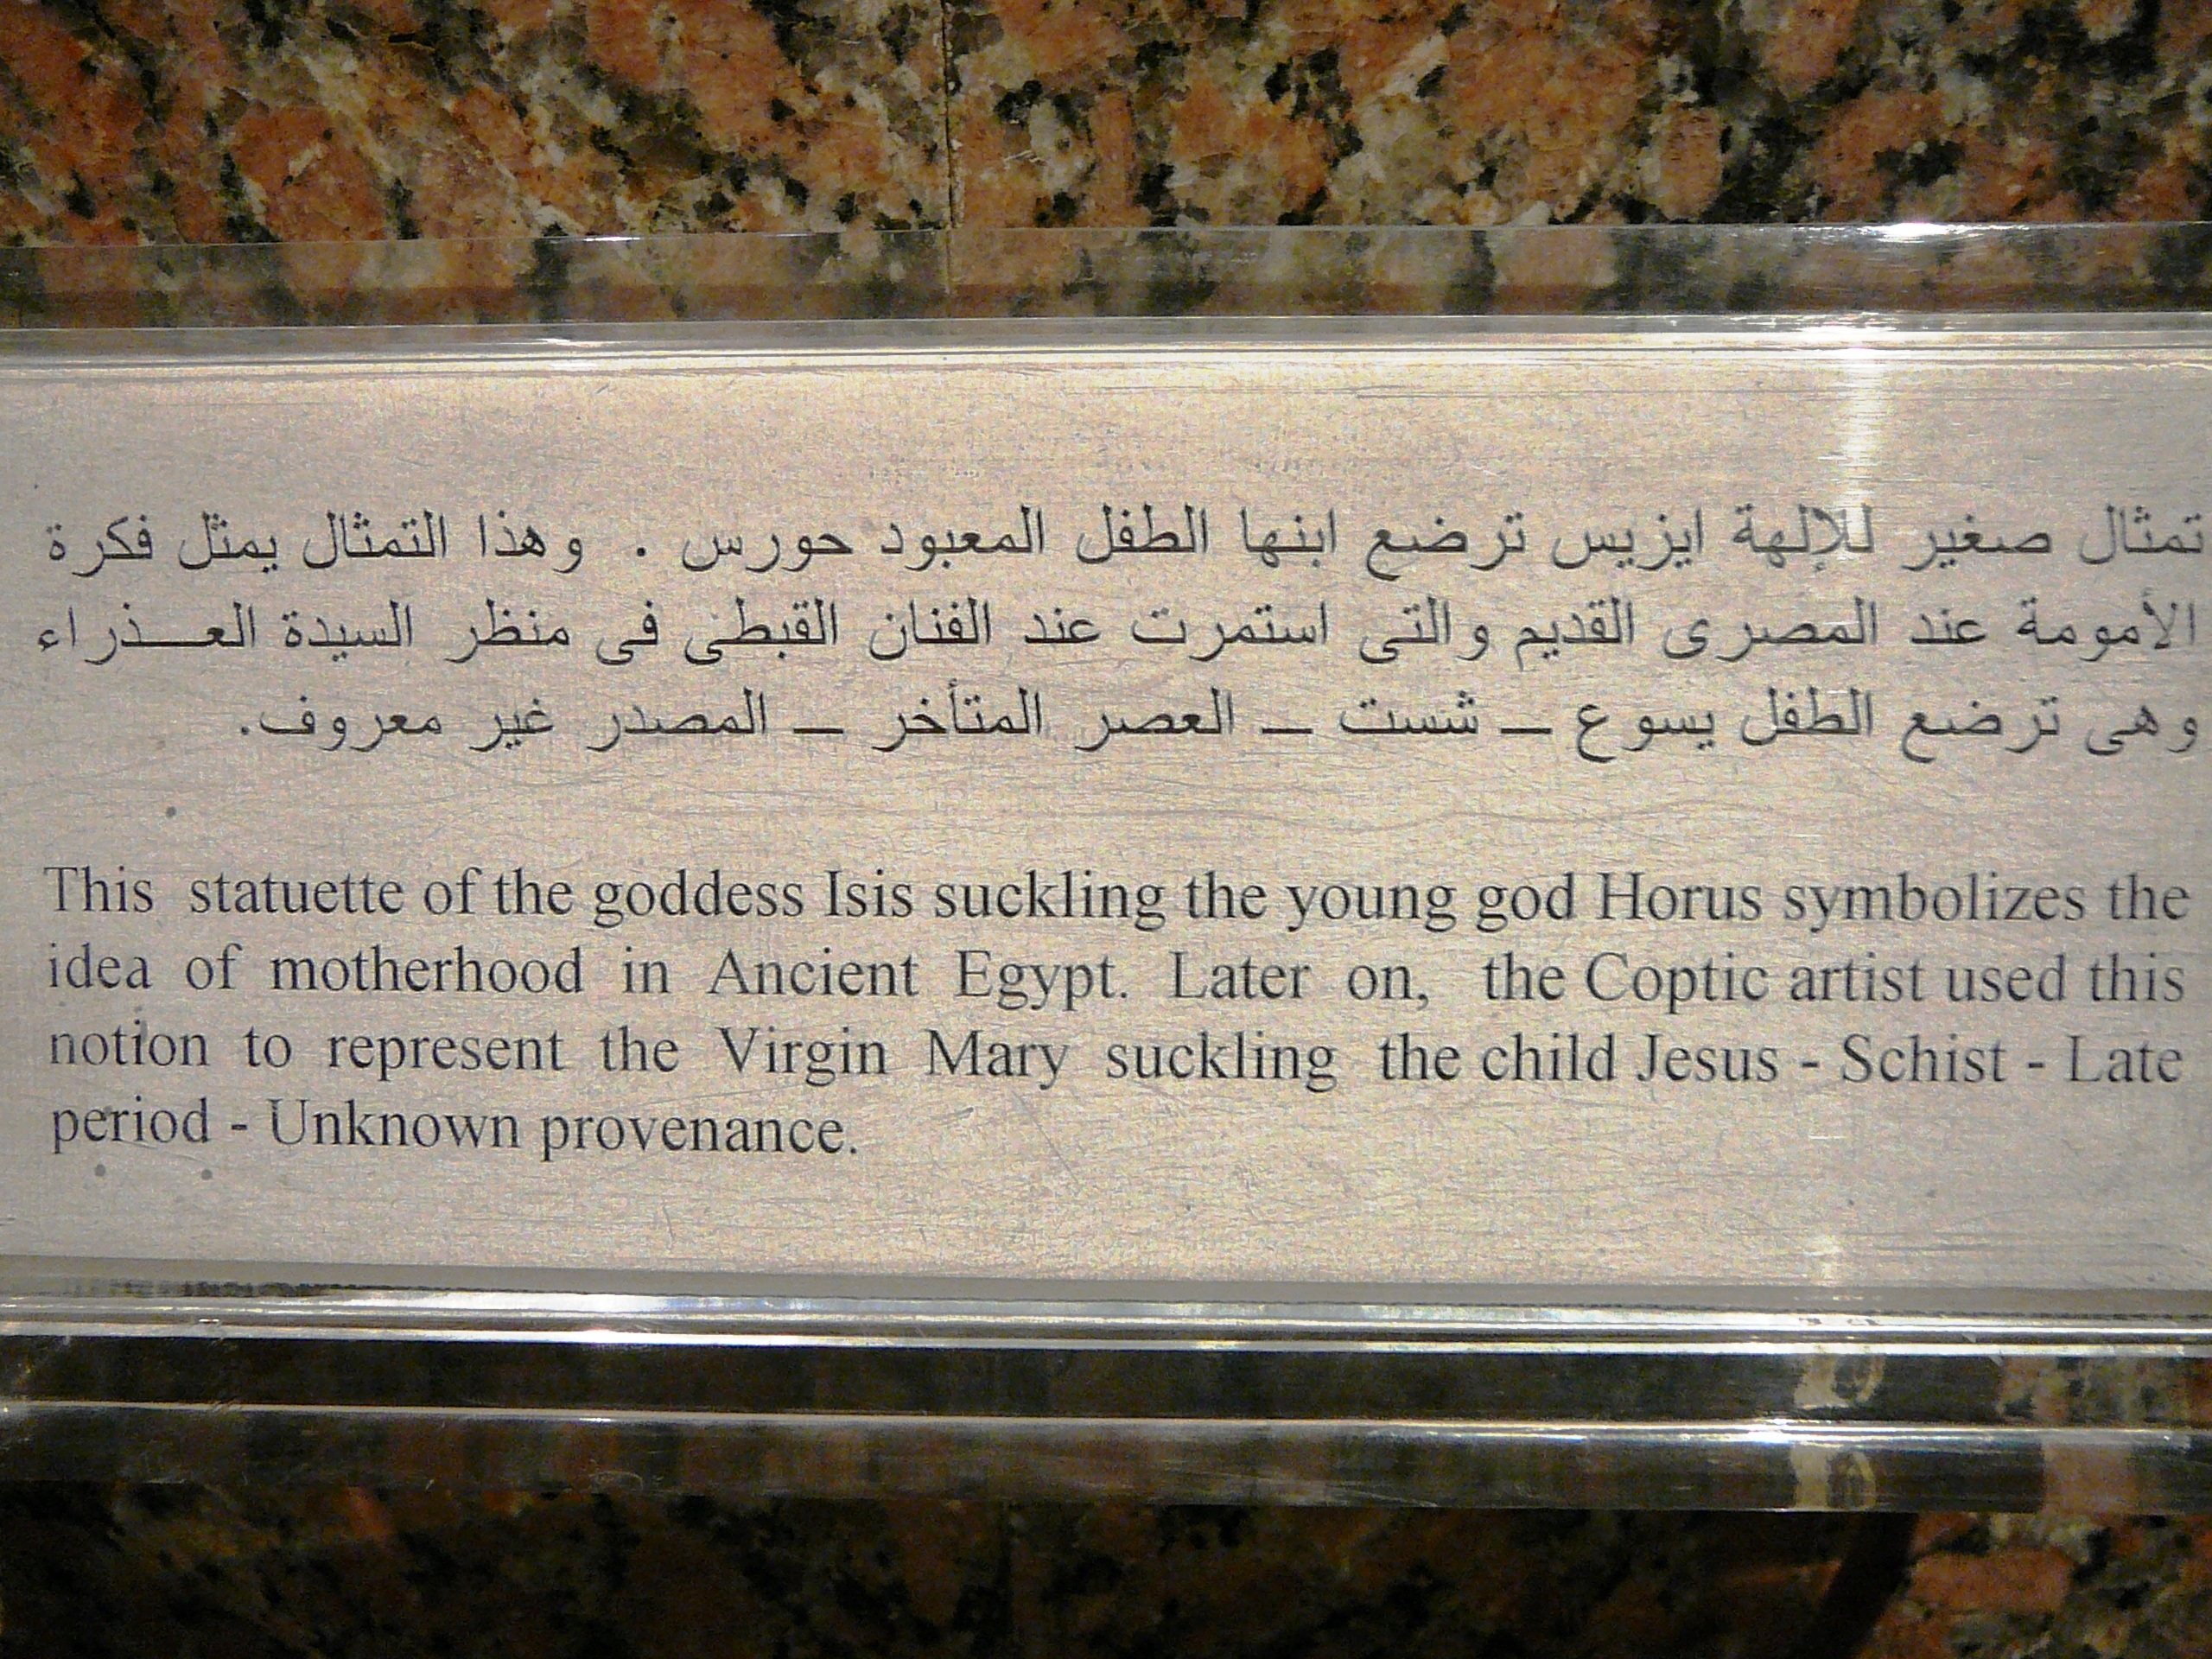 تمثال صغير للإلهة ايزيس ترضع ابنها الطفل المعبود حورس . وهذا التمثال يمثل فكرة
الأمومة عند المصرى القديم والتى استمرت عند الفنان القبطى فى منظر السيدة العـــذراء
وهى ترضع الطفل يسوع – شست – العصر المتأخر – المصدر غير معروف.
This statuette of the goddess Isis suckling the young god Horus symbolizes the
idea of motherhood in Ancient Egypt. Later on, the Coptic artist used this
notion to represent the Virgin Mary suckling the child Jesus - Schist - Late
period - Unknown provenance.